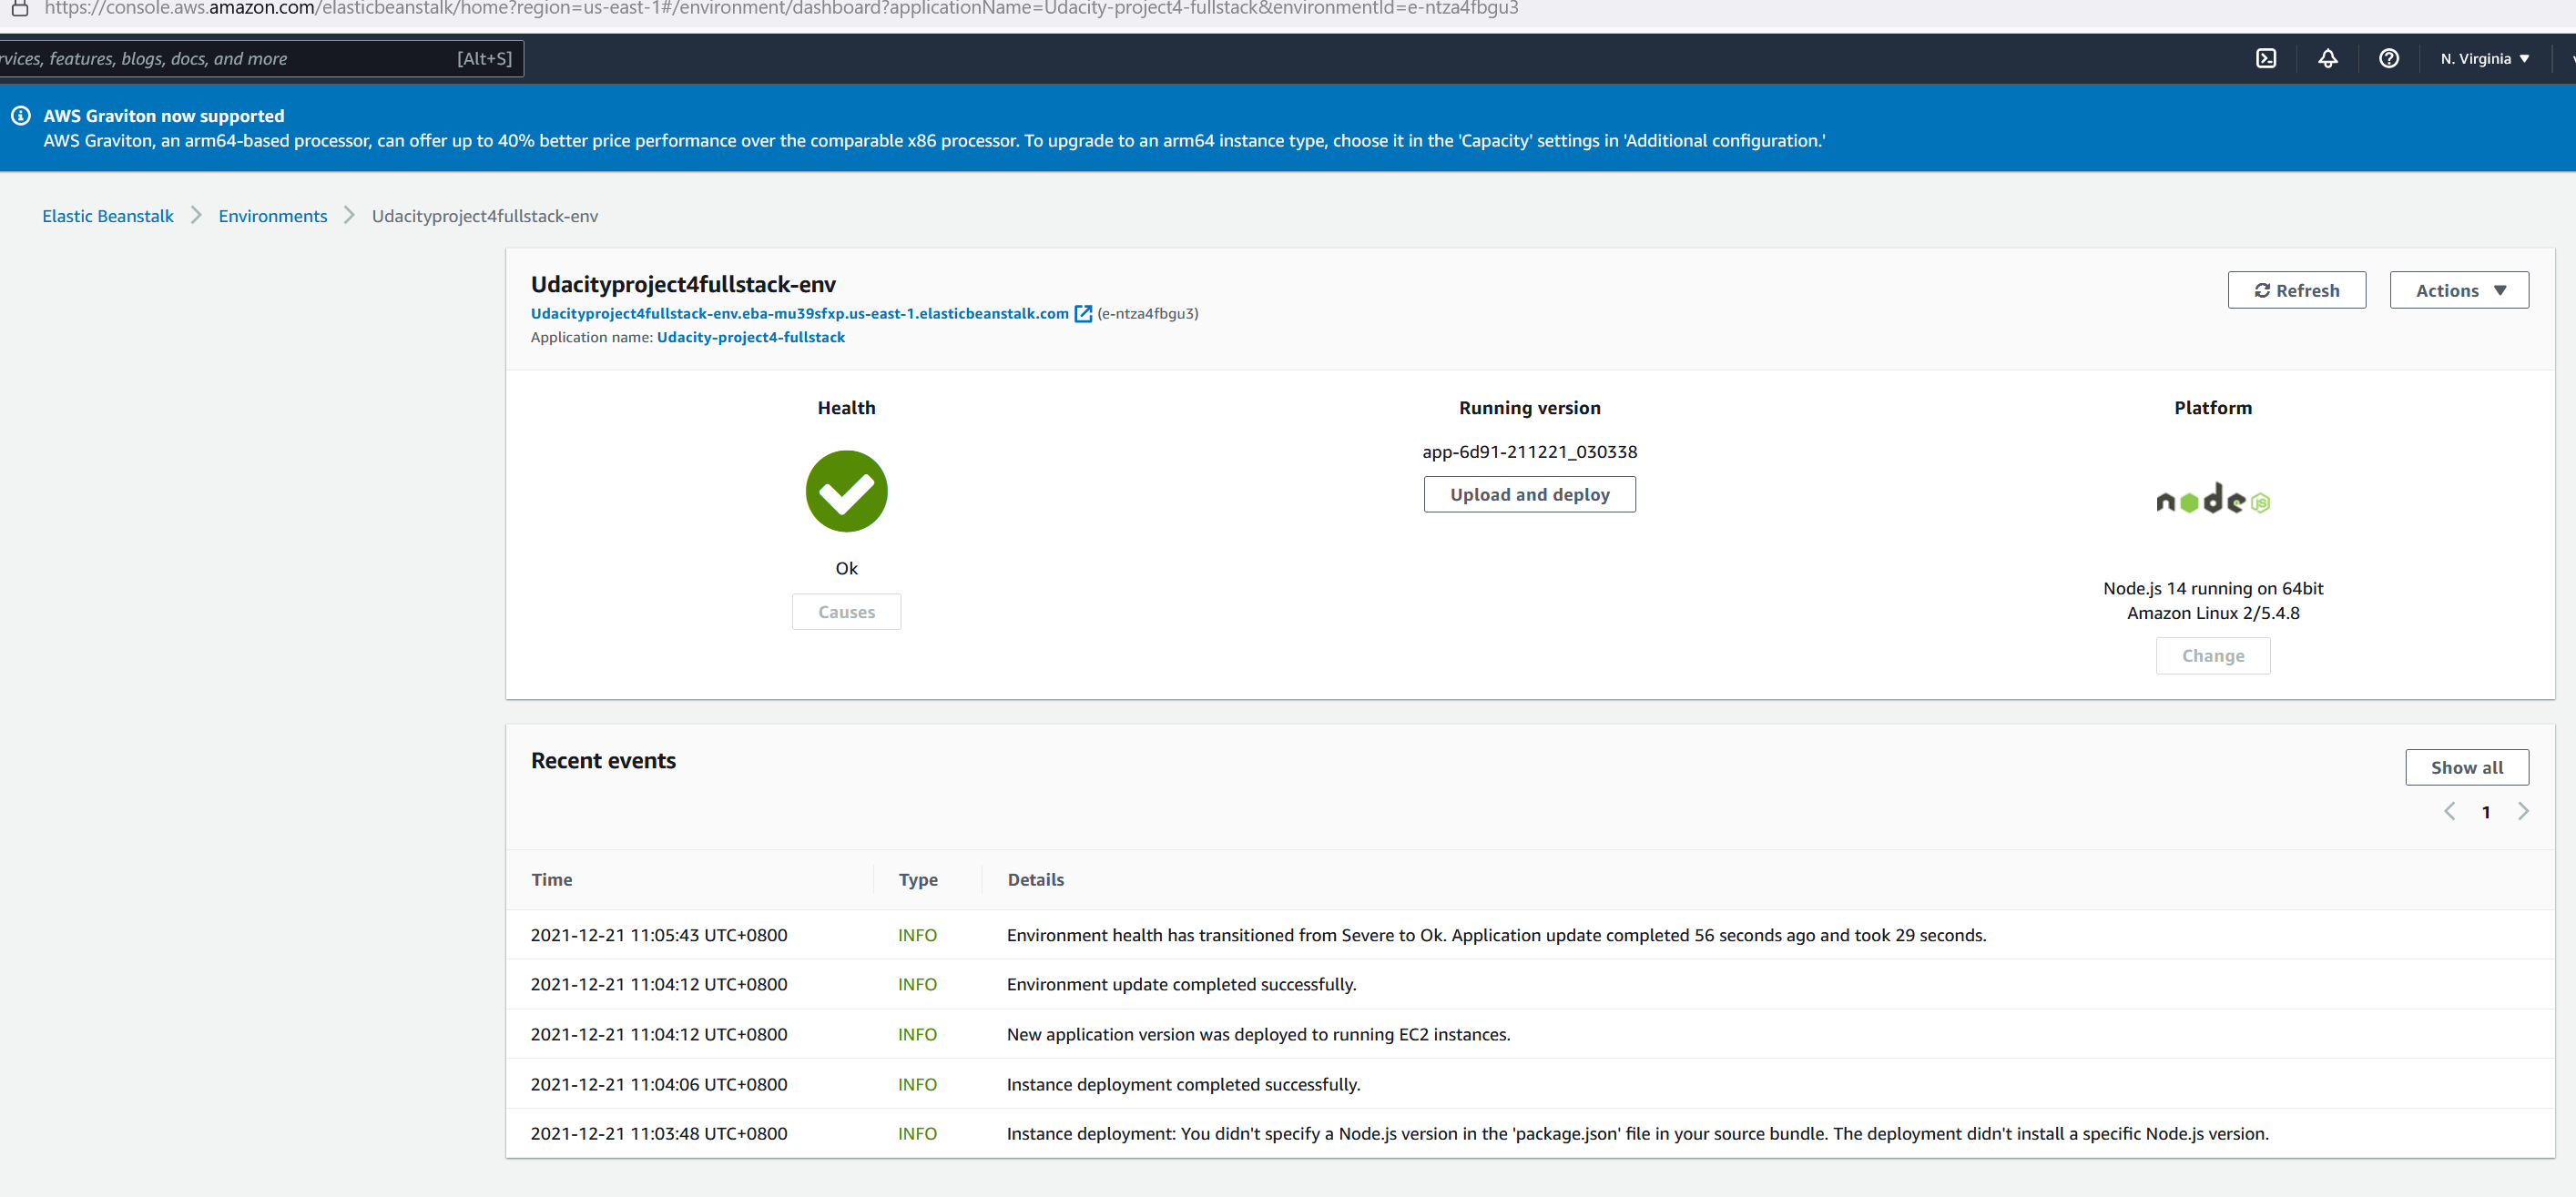 https://console.aws.amazon.com/elasticbeanstalk/home?region=us-east-1#/environment/dashboard?applicationName=Udacity-project4-fullstack&environmentId=e-ntza4fbgu3
rvices, features, blogs, docs, and more [Alt+S] N. Virginia
AWS Graviton now supported
AWS Graviton, an arm64-based processor, can offer up to 40% better price performance over the comparable x86 processor. To upgrade to an arm64 instance type, choose it in the 'Capacity' settings in 'Additional configuration.'
Elastic Beanstalk Environments Udacityproject4fullstack-env
Udacityproject4fullstack-env
Refresh Actions
Udacityproject4fullstack-env.eba-mu39sfxp.us-east-1.elasticbeanstalk.com (e-ntza4fbgu3)
Application name: Udacity-project4-fullstack
Health
Ok
Causes
Running version
app-6d91-211221_030338
Upload and deploy
Platform
node JS
Node.js 14 running on 64bit
Amazon Linux 2/5.4.8
Change
Recent events
Show all
1
Time Type Details
2021-12-21 11:05:43 UTC+0800 INFO Environment health has transitioned from Severe to Ok. Application update completed 56 seconds ago and took 29 seconds.
2021-12-21 11:04:12 UTC+0800 INFO Environment update completed successfully.
2021-12-21 11:04:12 UTC+0800 INFO New application version was deployed to running EC2 instances.
2021-12-21 11:04:06 UTC+0800 INFO Instance deployment completed successfully.
2021-12-21 11:03:48 UTC+0800 INFO Instance deployment: You didn't specify a Node.js version in the 'package.json' file in your source bundle. The deployment didn't install a specific Node.js version.